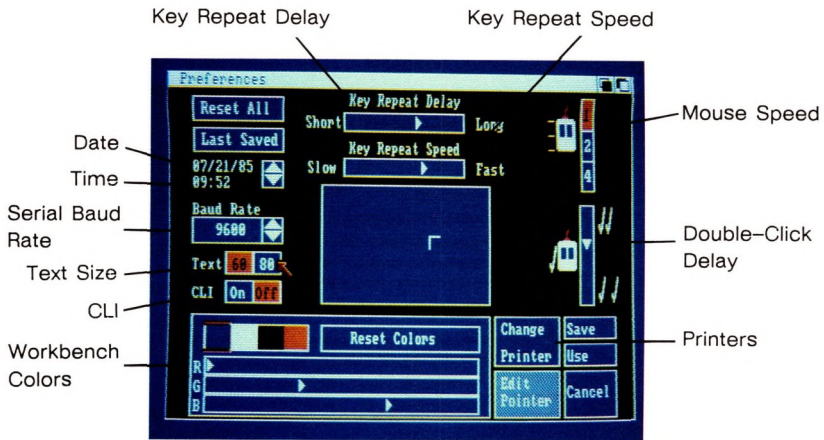 Key Repeat Delay
Key Repeat Speed
Preferences
Reset All
Key Repeat Delay
Short
Long
Mouse Speed
1
2
4
Last Saved
Key Repeat Speed
Slow
Fast
Date
07/21/85
Time
09:52
Serial Baud
Rate
Baud Rate
9600
Double–Click
Delay
Text Size
Text 60 80
CLI
CLI On Off
Workbench
Colors
Reset Colors
Change
Printer
Save
Use
Printers
R
G
B
Edit
Pointer
Cancel